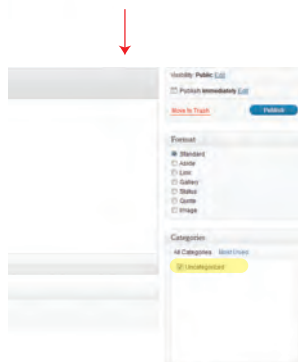 Visibility: Public Edit
Publish immediately Edit
Move to Trash
Publish
Format
Standard
Aside
Link
Gallery
Status
Quote
Image
Categories
All Categories Most Used
Uncategorized